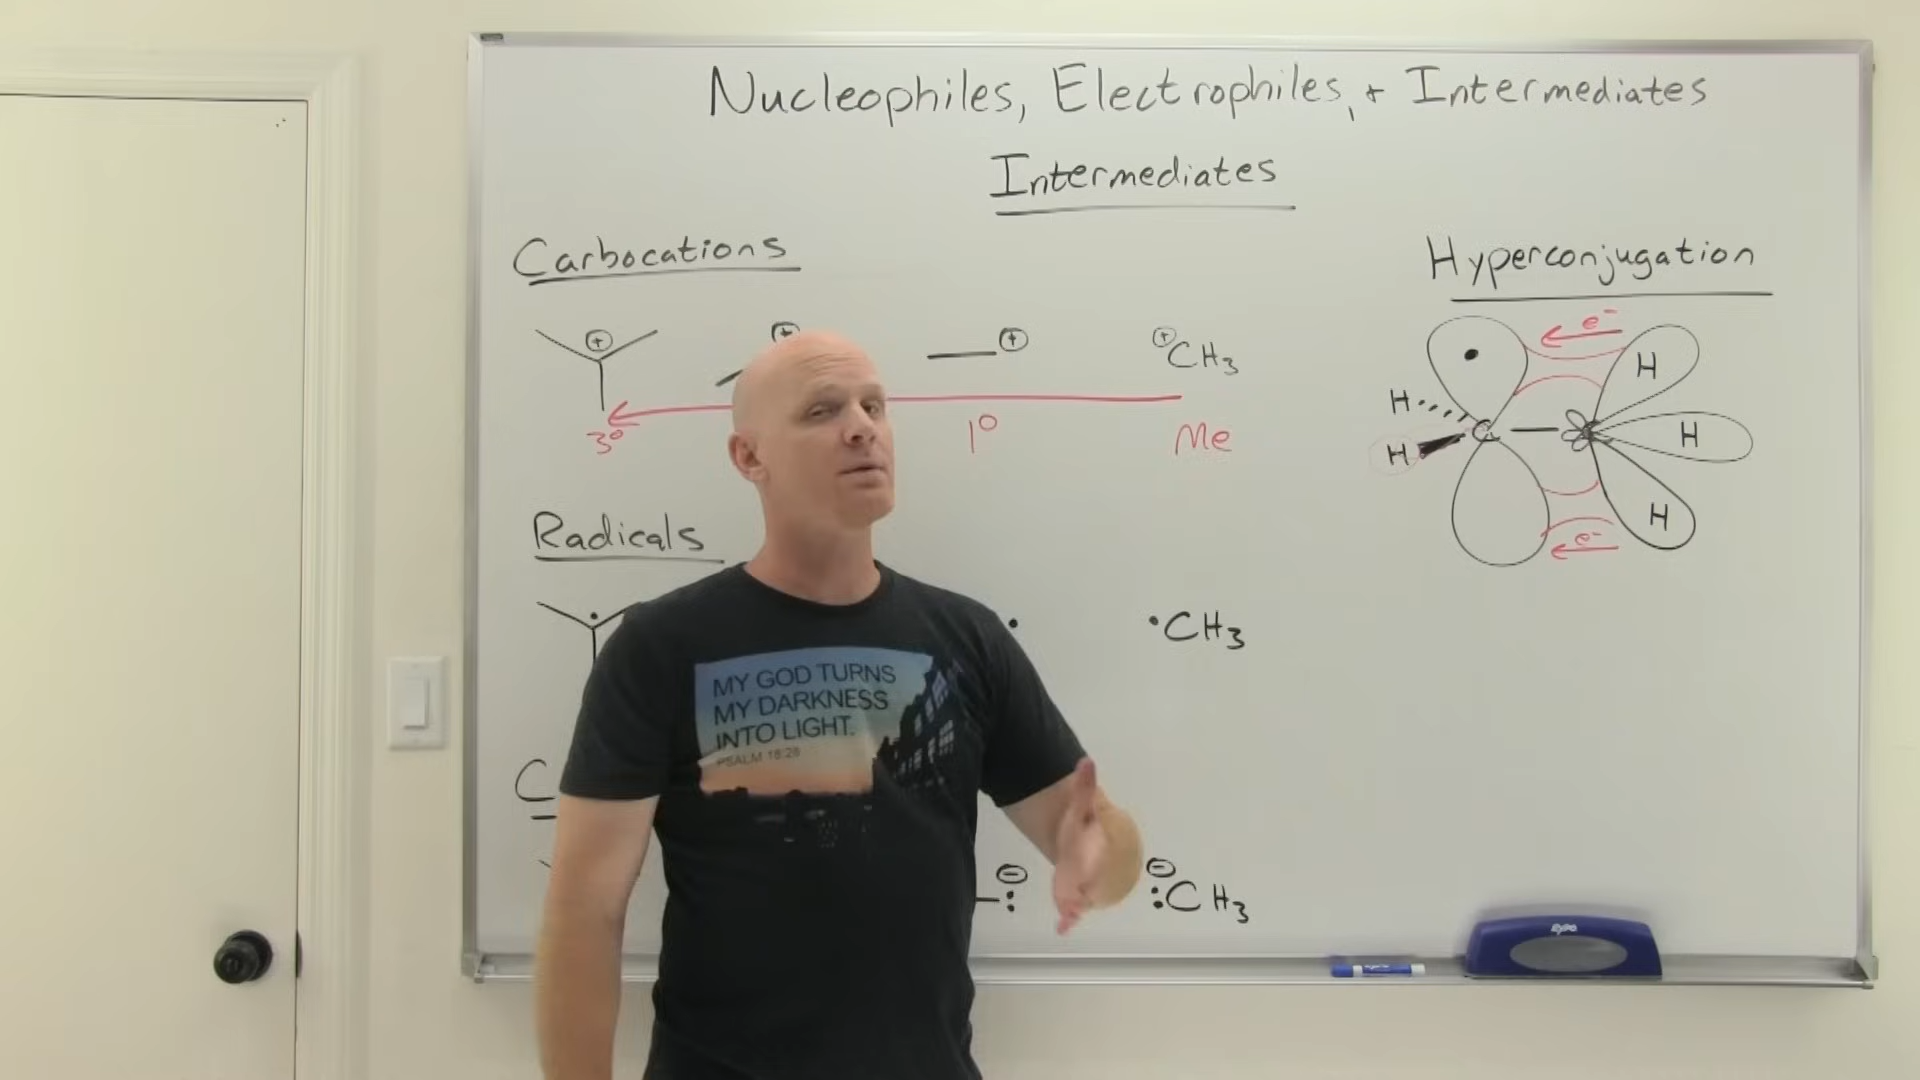 Nucleophiles, Electrophiles, + Intermediates
Intermediates
Carbocations
Hyperconjugation
⊕ ⊕ ⊕ ⊕CH3
3° 1° Me
e-
H
H
H C H
H
H
e-
Radicals
·CH3
MY GOD TURNS
MY DARKNESS
INTO LIGHT.
PSALM 18:28
C
⊖ ⊖
: :CH3
EXPO